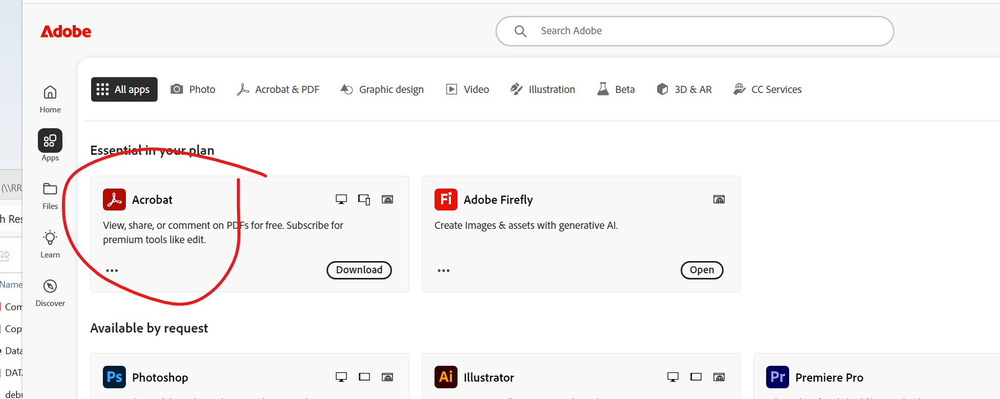 Adobe
Search Adobe
All apps
Photo
Acrobat & PDF
Graphic design
Video
Illustration
Beta
3D & AR
CC Services
Home
Apps
Files
Learn
Discover
Essential in your plan
Acrobat
View, share, or comment on PDFs for free. Subscribe for
premium tools like edit.
Download
Fi
Adobe Firefly
Create Images & assets with generative AI.
Open
Available by request
Ps
Photoshop
Ai
Illustrator
Pr
Premiere Pro
(\\RR
h Res
Name
Com
Copy
Data
DATA
debu